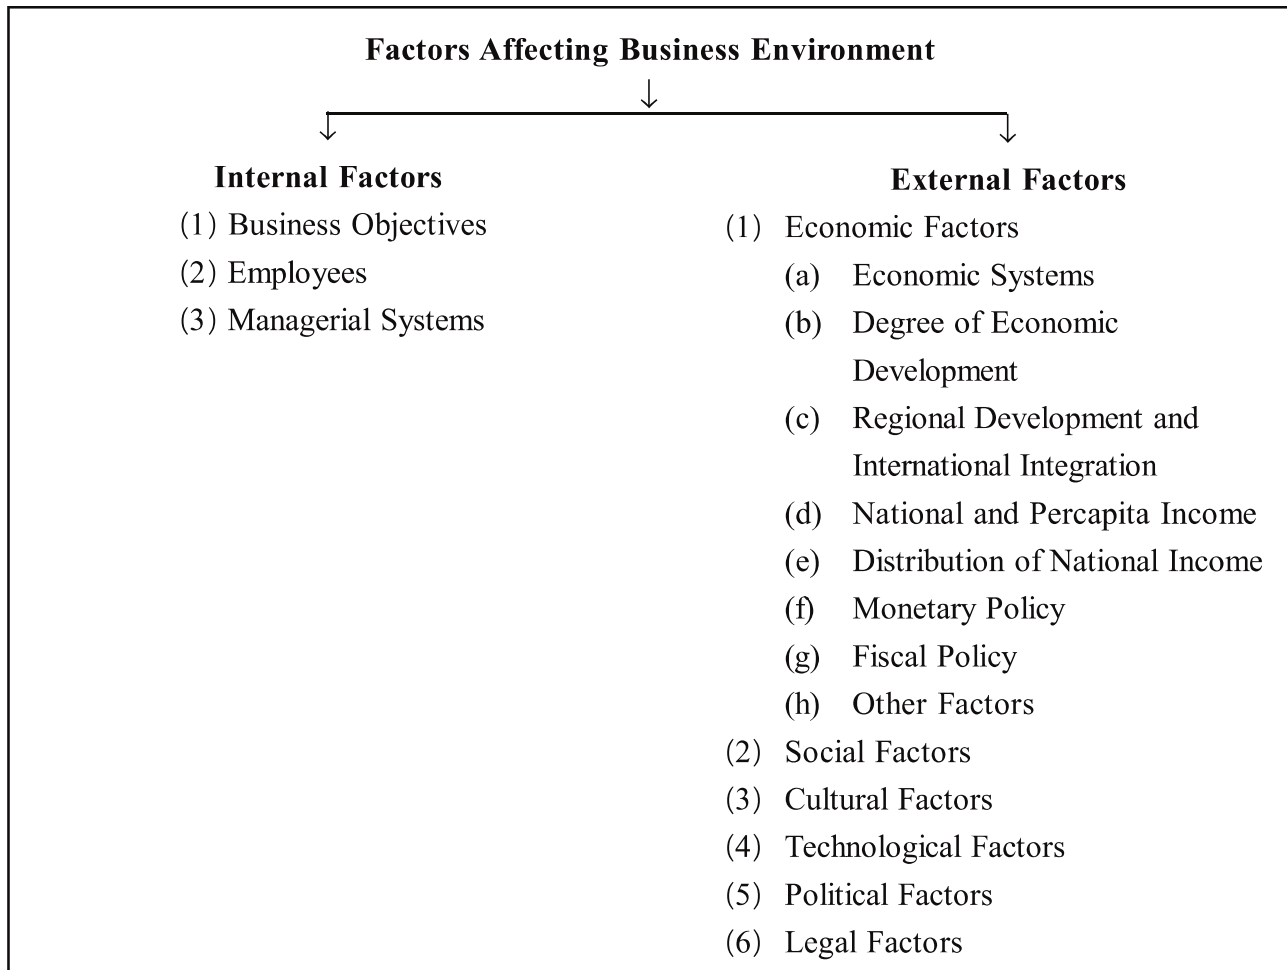 Factors Affecting Business Environment
Internal Factors
(1) Business Objectives
(2) Employees
(3) Managerial Systems
External Factors
(1) Economic Factors
(a) Economic Systems
(b) Degree of Economic
Development
(c) Regional Development and
International Integration
(d) National and Percapita Income
(e) Distribution of National Income
(f) Monetary Policy
(g) Fiscal Policy
(h) Other Factors
(2) Social Factors
(3) Cultural Factors
(4) Technological Factors
(5) Political Factors
(6) Legal Factors